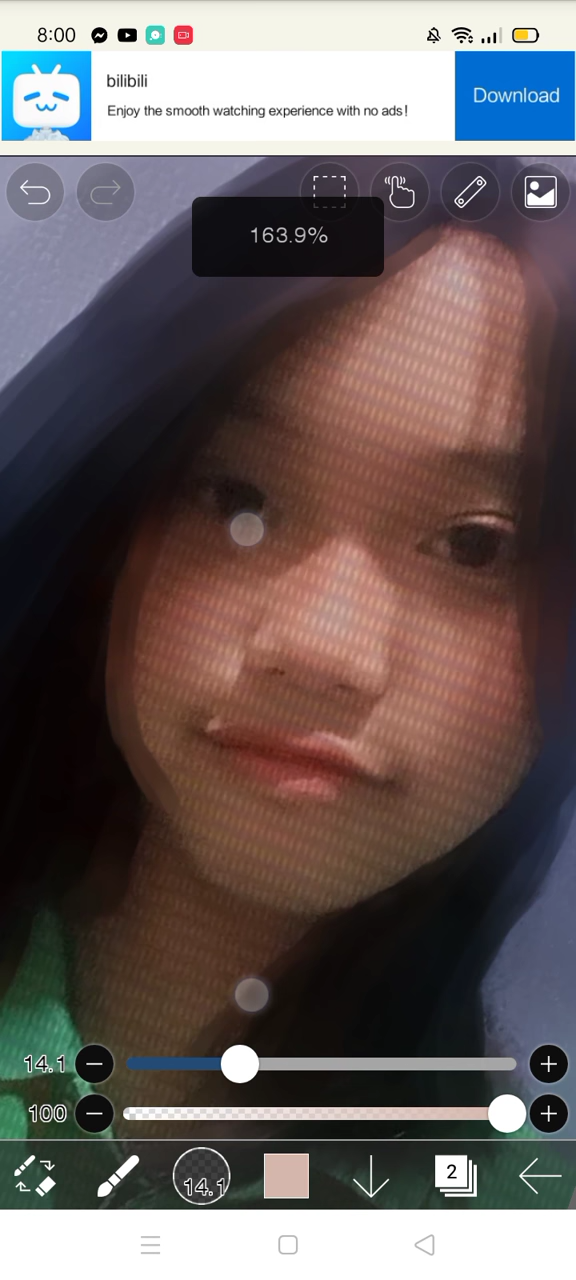 8:00
bilibili
Enjoy the smooth watching experience with no ads!
Download
163.9%
14.1
100
14.1
2